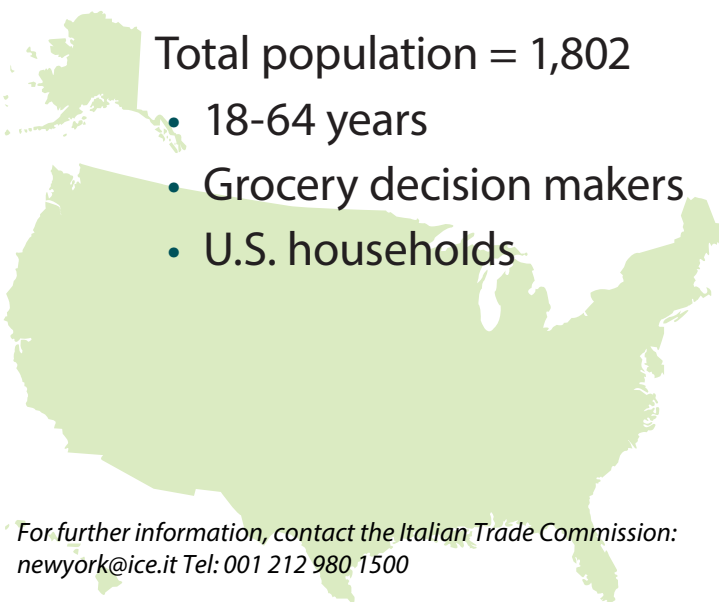 Total population = 1,802
• 18-64 years
• Grocery decision makers
• U.S. households
For further information, contact the Italian Trade Commission:
newyork@ice.it Tel: 001 212 980 1500